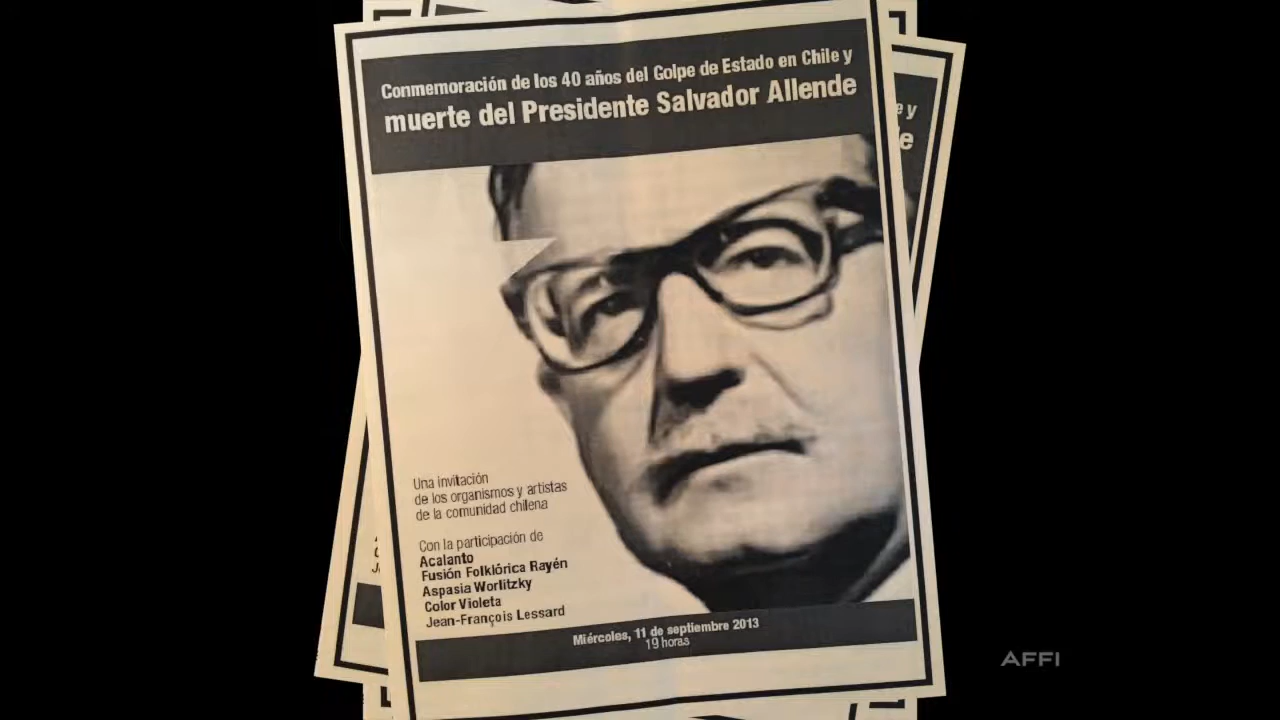 Conmemoración de los 40 años del Golpe de Estado en Chile y
muerte del Presidente Salvador Allende
e y
e
Una invitación
de los organismos y artistas
de la comunidad chilena
Con la participación de
Acalanto
Fusión Folklórica Rayén
Aspasia Worlitzky
Color Violeta
Jean-François Lessard
Miércoles, 11 de septiembre 2013
19 horas
AFFI